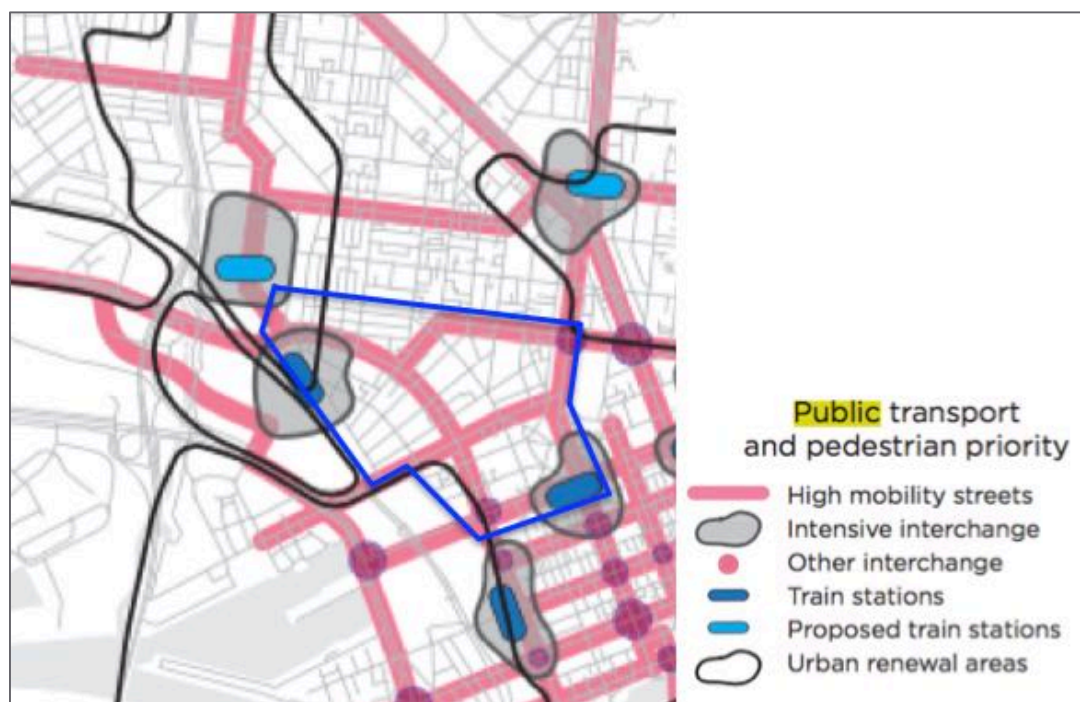 Public transport
and pedestrian priority
High mobility streets
Intensive interchange
Other interchange
Train stations
Proposed train stations
Urban renewal areas